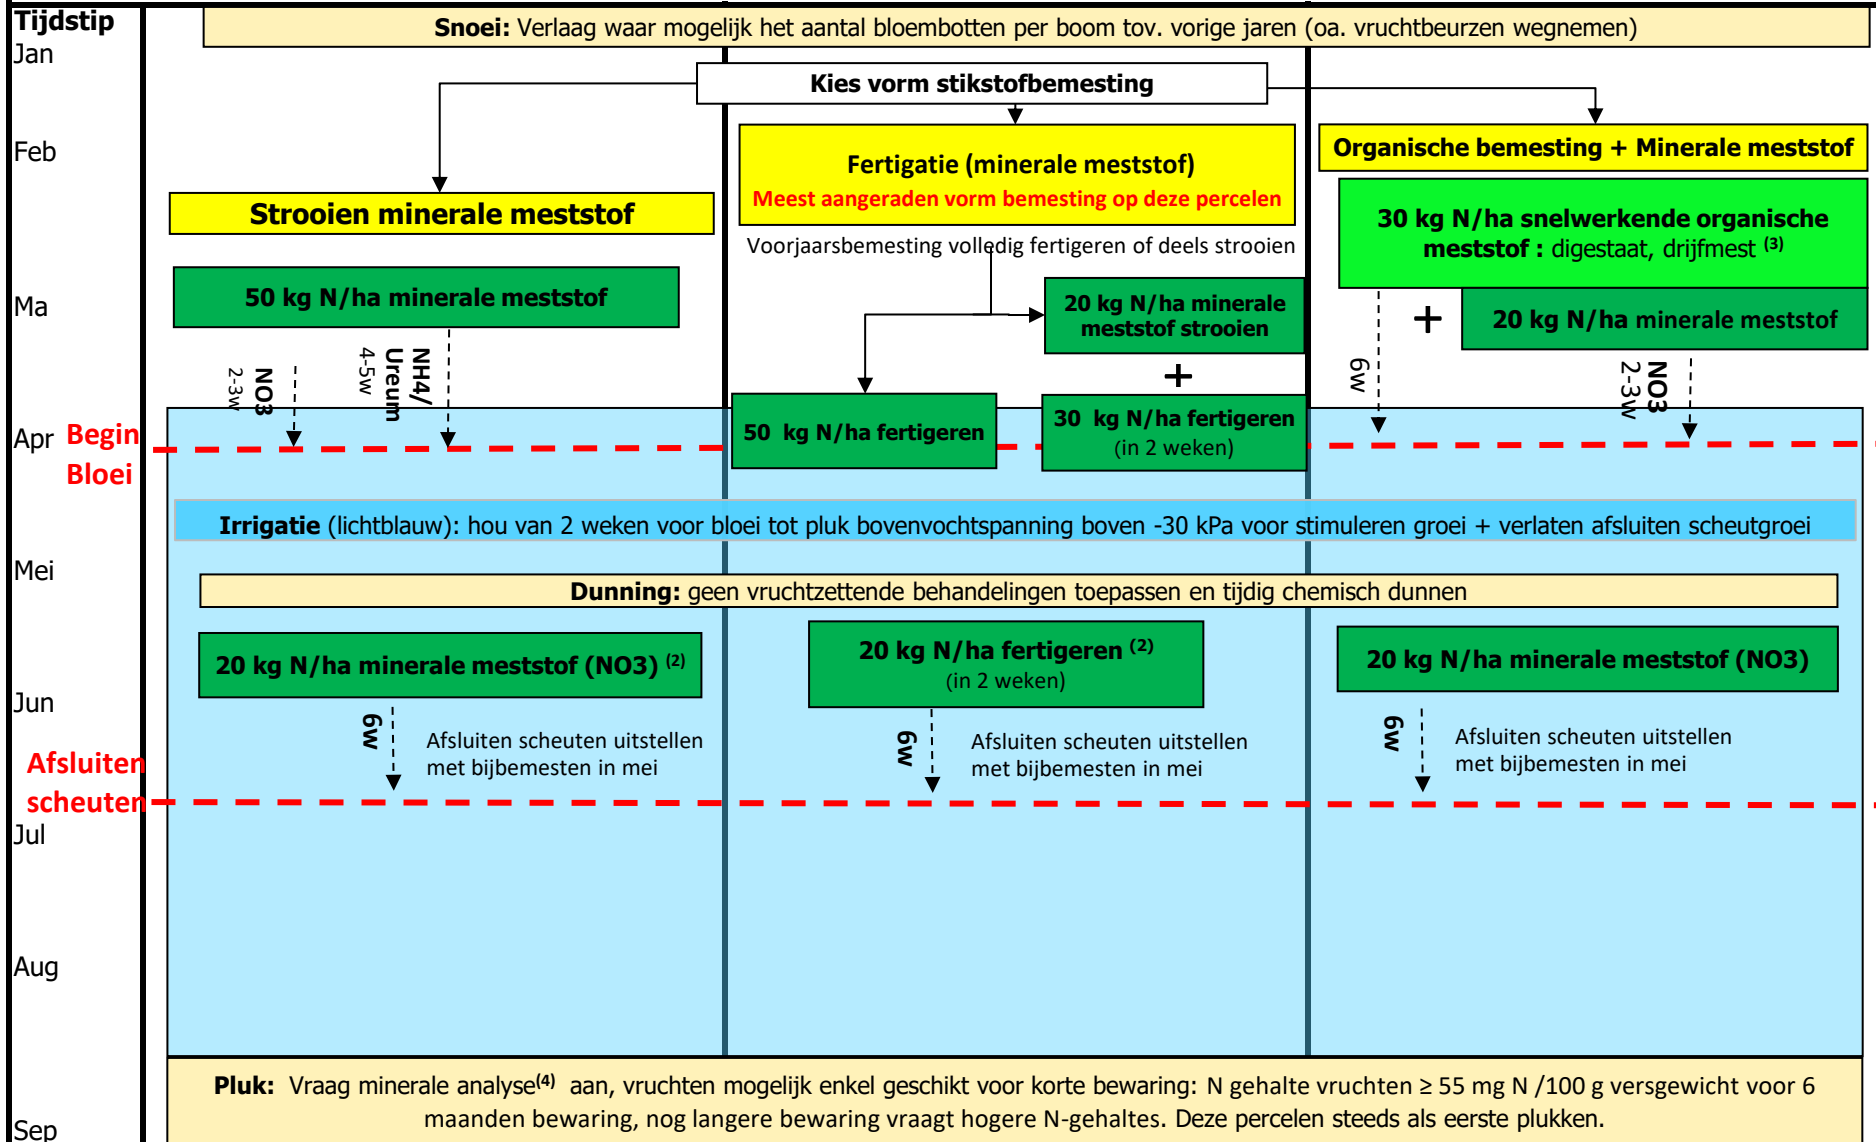 Tijdstip
Snoei: Verlaag waar mogelijk het aantal bloembotten per boom tov. vorige jaren (oa. vruchtbeurzen wegnemen)
Jan
Kies vorm stikstofbemesting
Feb
Strooien minerale meststof
Fertigatie (minerale meststof)
Meest aangeraden vorm bemesting op deze percelen
Organische bemesting + Minerale meststof
30 kg N/ha snelwerkende organische
meststof : digestaat, drijfmest (3)
Voorjaarsbemesting volledig fertigeren of deels strooien
Ma
50 kg N/ha minerale meststof
20 kg N/ha minerale
meststof strooien
+
20 kg N/ha minerale meststof
NO3
2-3w
NH4/
Ureum
4-5w
+
6w
NO3
2-3w
Apr
Begin
Bloei
50 kg N/ha fertigeren
30 kg N/ha fertigeren
(in 2 weken)
Irrigatie (lichtblauw): hou van 2 weken voor bloei tot pluk bovenvochtspanning boven -30 kPa voor stimuleren groei + verlaten afsluiten scheutgroei
Mei
Dunning: geen vruchtzettende behandelingen toepassen en tijdig chemisch dunnen
20 kg N/ha minerale meststof (NO3) (2)
20 kg N/ha fertigeren (2)
(in 2 weken)
20 kg N/ha minerale meststof (NO3)
Jun
6w
Afsluiten scheuten uitstellen
met bijbemesten in mei
6w
Afsluiten scheuten uitstellen
met bijbemesten in mei
6w
Afsluiten scheuten uitstellen
met bijbemesten in mei
Afsluiten
scheuten
Jul
Aug
Pluk: Vraag minerale analyse(4) aan, vruchten mogelijk enkel geschikt voor korte bewaring: N gehalte vruchten ≥ 55 mg N /100 g versgewicht voor 6
maanden bewaring, nog langere bewaring vraagt hogere N-gehaltes. Deze percelen steeds als eerste plukken.
Sep